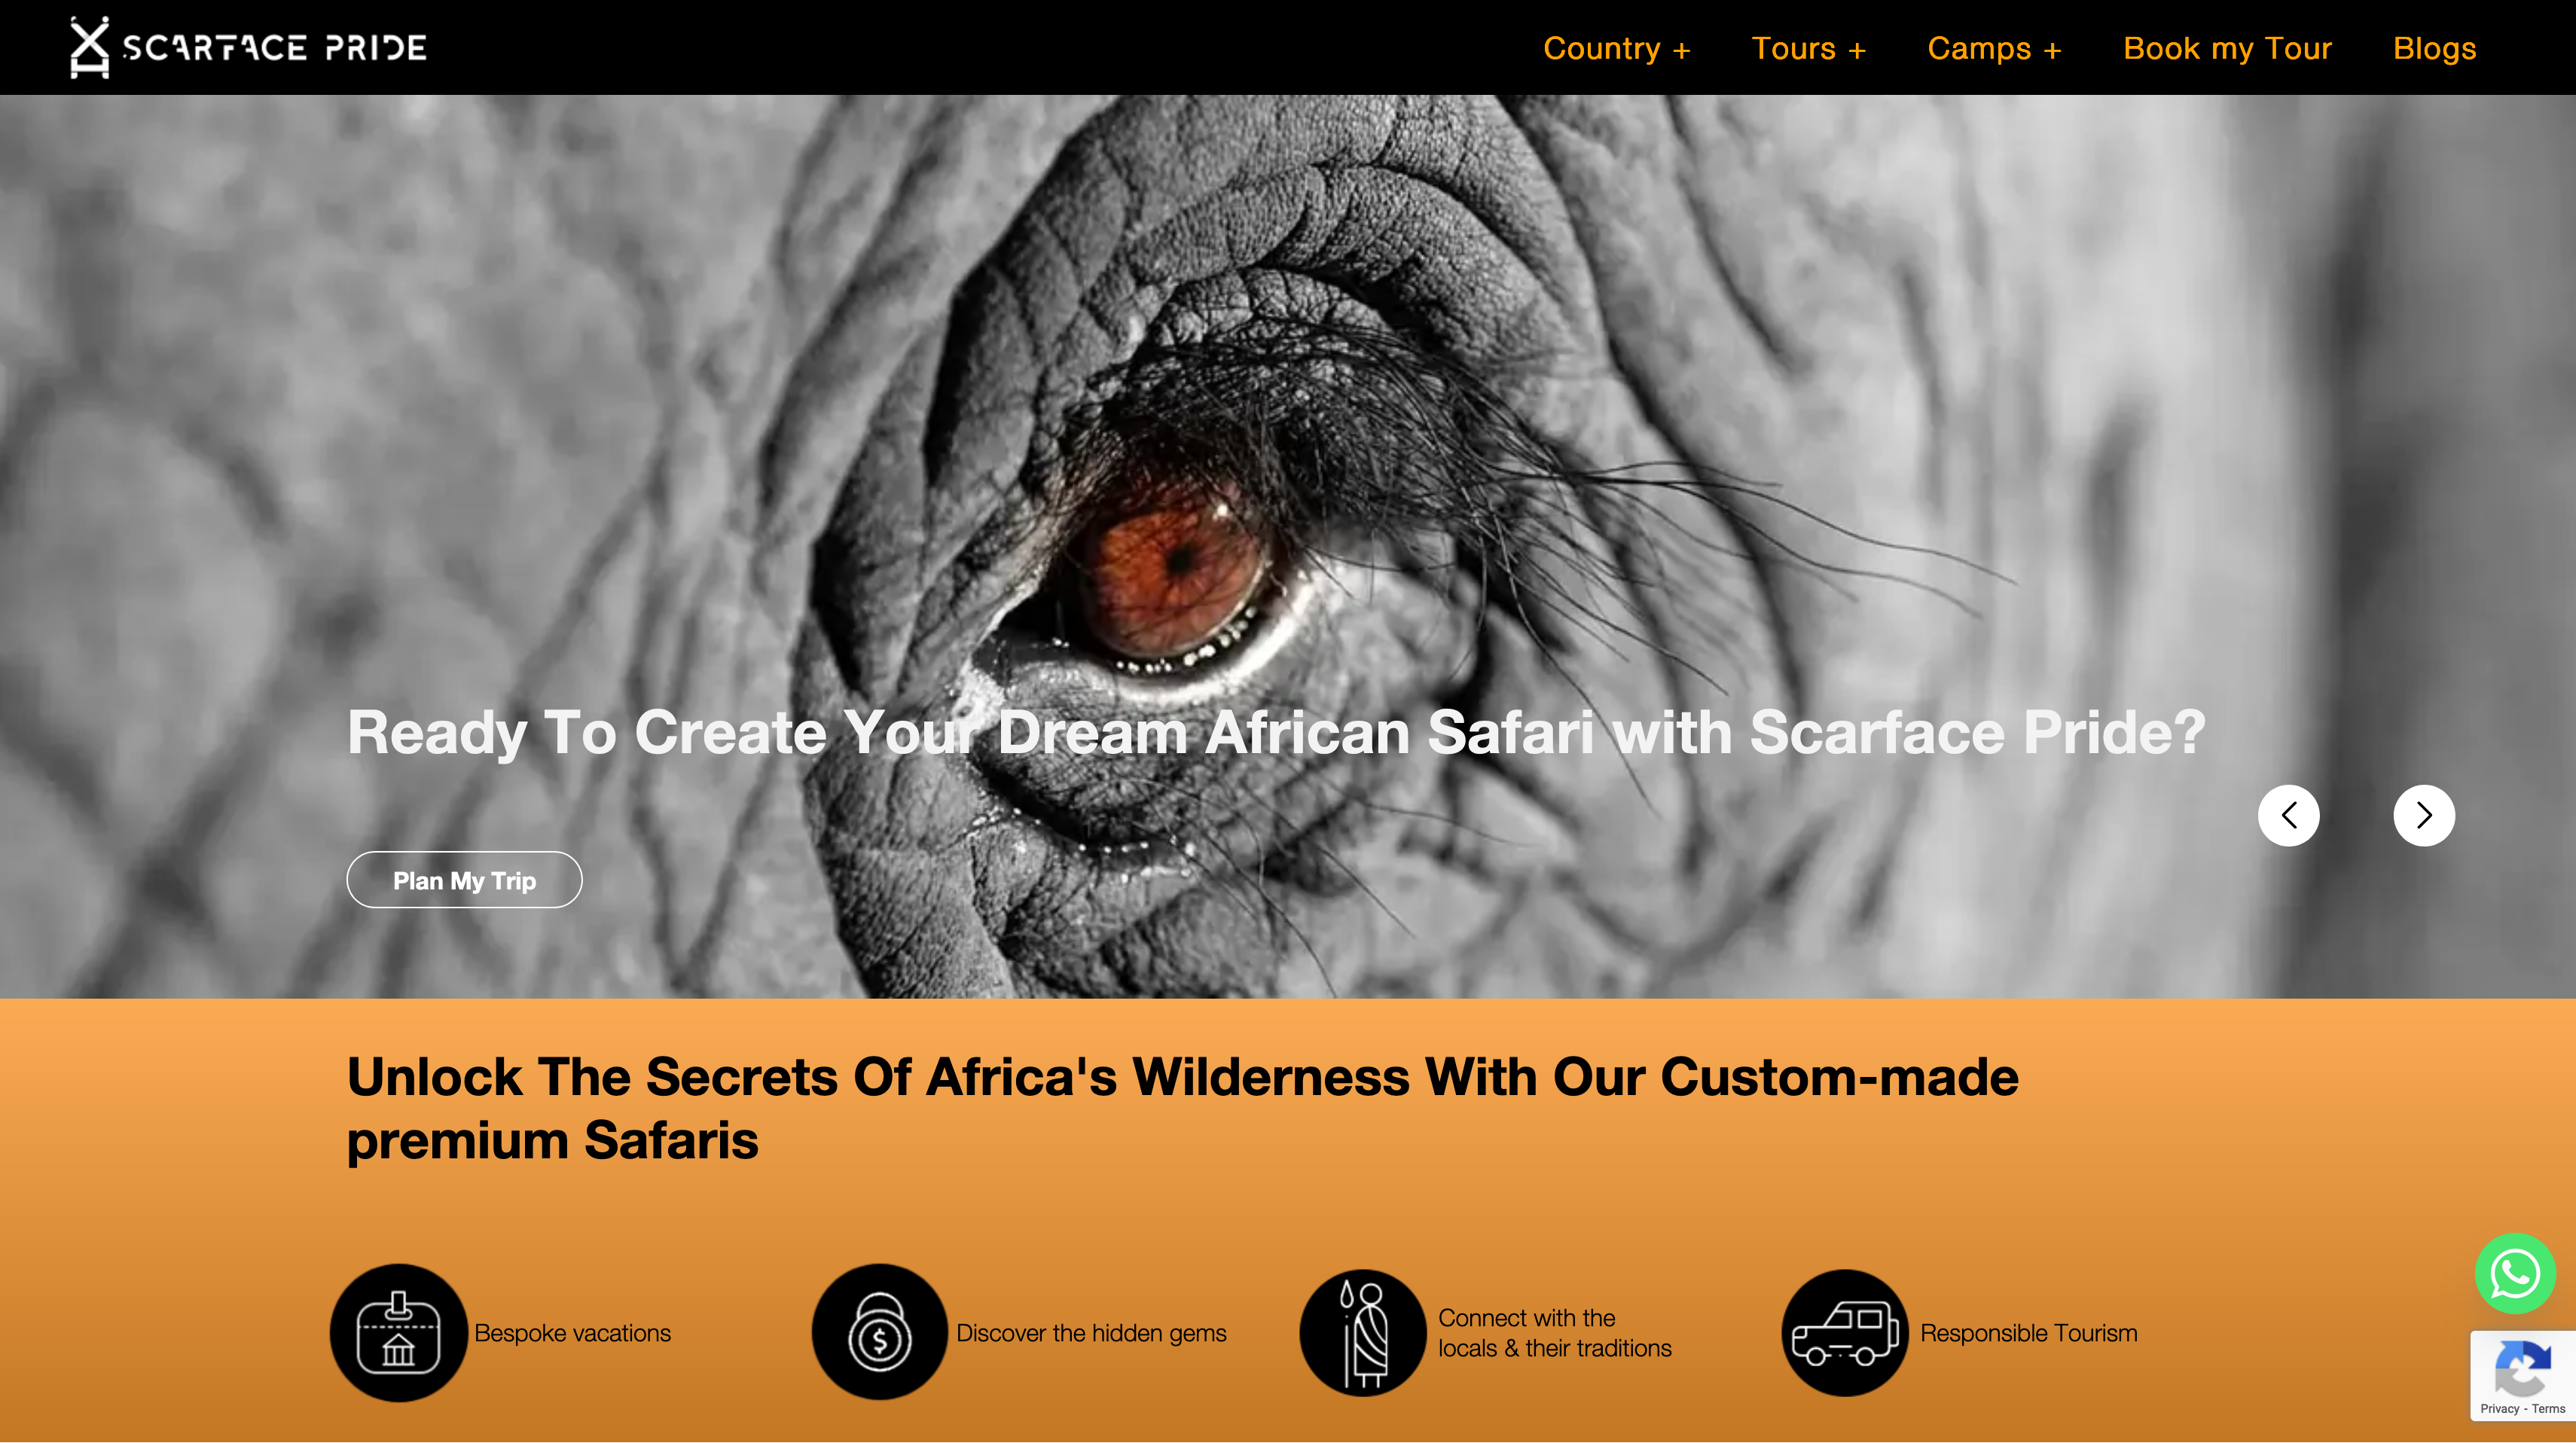 SCARFACE PRIDE
Country +
Tours +
Camps +
Book my Tour
Blogs
Ready To Create Your Dream African Safari with Scarface Pride?
Plan My Trip
Unlock The Secrets Of Africa's Wilderness With Our Custom-made
premium Safaris
Bespoke vacations
$
Discover the hidden gems
Connect with the
locals & their traditions
Responsible Tourism
Privacy - Terms